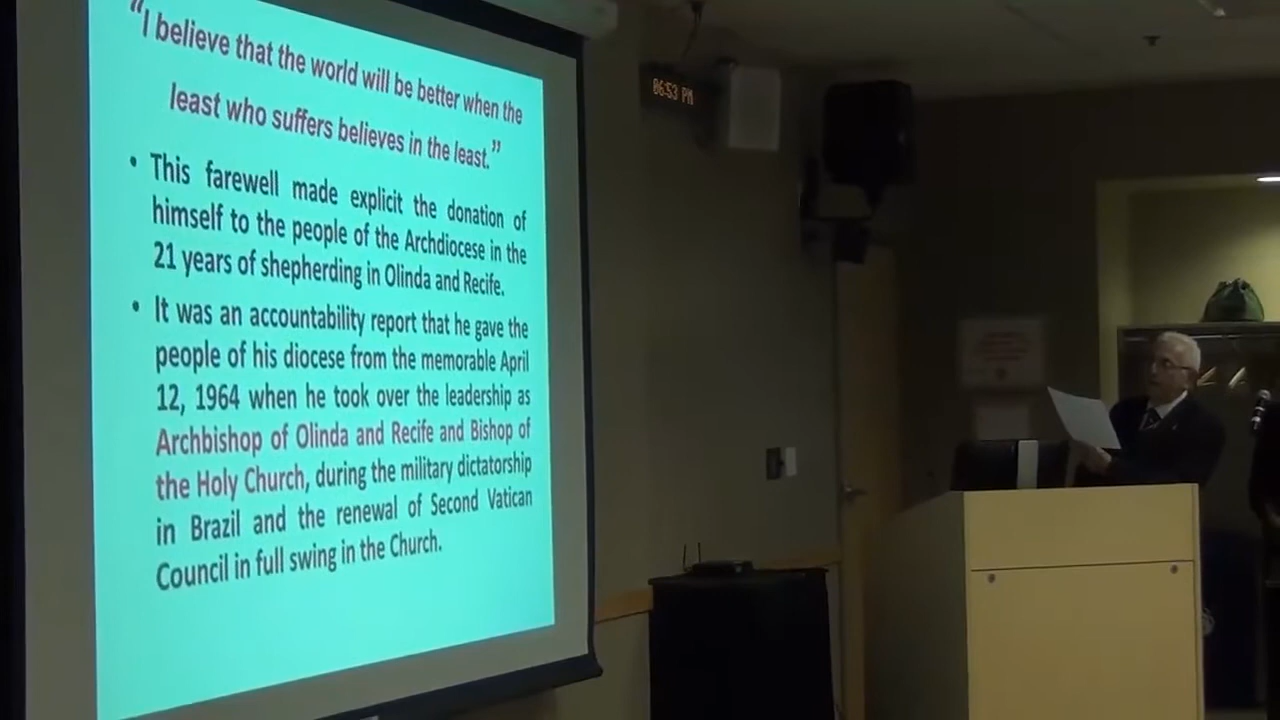 “I believe that the world will be better when the
least who suffers believes in the least.”
• This farewell made explicit the donation of
himself to the people of the Archdiocese in the
21 years of shepherding in Olinda and Recife.
• It was an accountability report that he gave the
people of his diocese from the memorable April
12, 1964 when he took over the leadership as
Archbishop of Olinda and Recife and Bishop of
the Holy Church, during the military dictatorship
in Brazil and the renewal of Second Vatican
Council in full swing in the Church.
06:53 PM